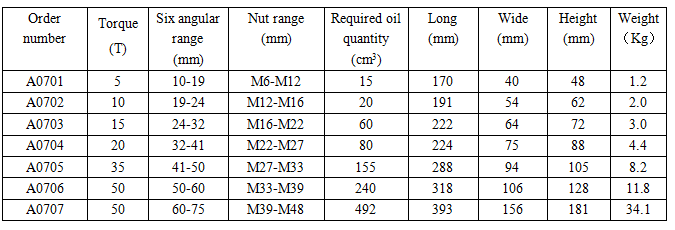 Order number Torque (T) Six angular range (mm) Nut range (mm) Required oil quantity (cm³) Long (mm) Wide (mm) Height (mm) Weight （Kg）
A0701 5 10-19 M6-M12 15 170 40 48 1.2
A0702 10 19-24 M12-M16 20 191 54 62 2.0
A0703 15 24-32 M16-M22 60 222 64 72 3.0
A0704 20 32-41 M22-M27 80 224 75 88 4.4
A0705 35 41-50 M27-M33 155 288 94 105 8.2
A0706 50 50-60 M33-M39 240 318 106 128 11.8
A0707 50 60-75 M39-M48 492 393 156 181 34.1